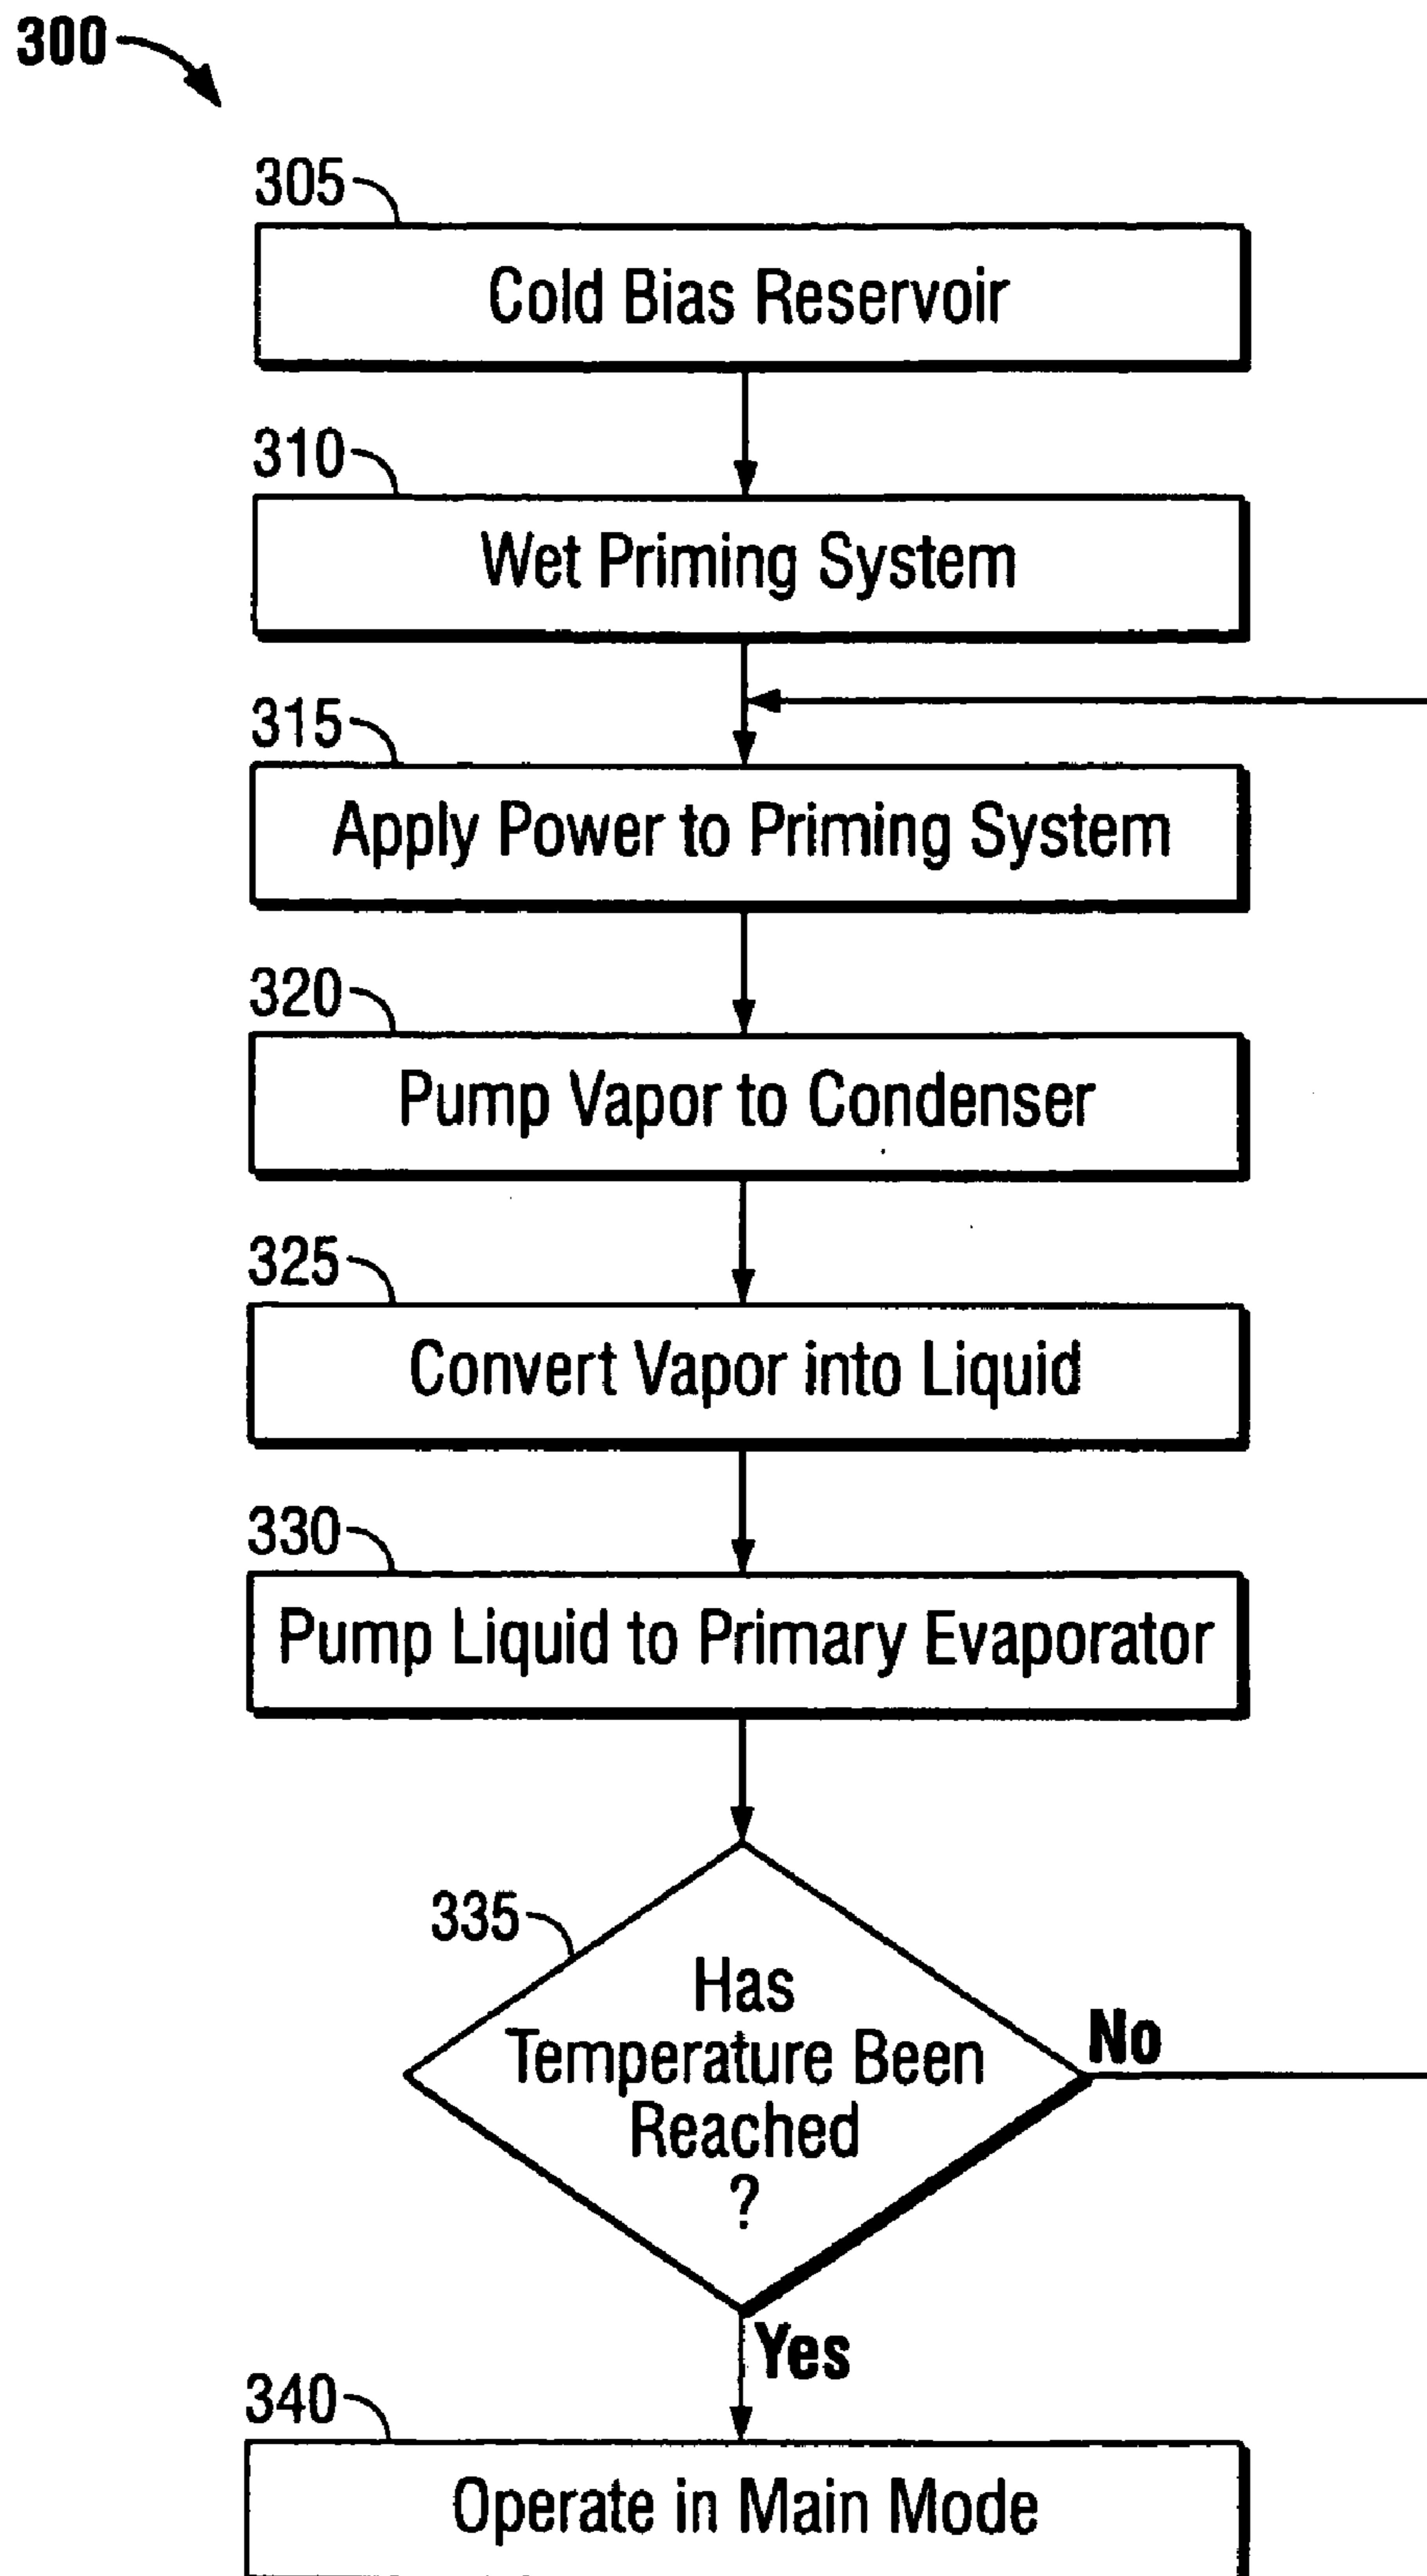 300
305
Cold Bias Reservoir
310
Wet Priming System
315
Apply Power to Priming System
320
Pump Vapor to Condenser
325
Convert Vapor into Liquid
330
Pump Liquid to Primary Evaporator
335
Has
Temperature Been
Reached
?
No
Yes
340
Operate in Main Mode